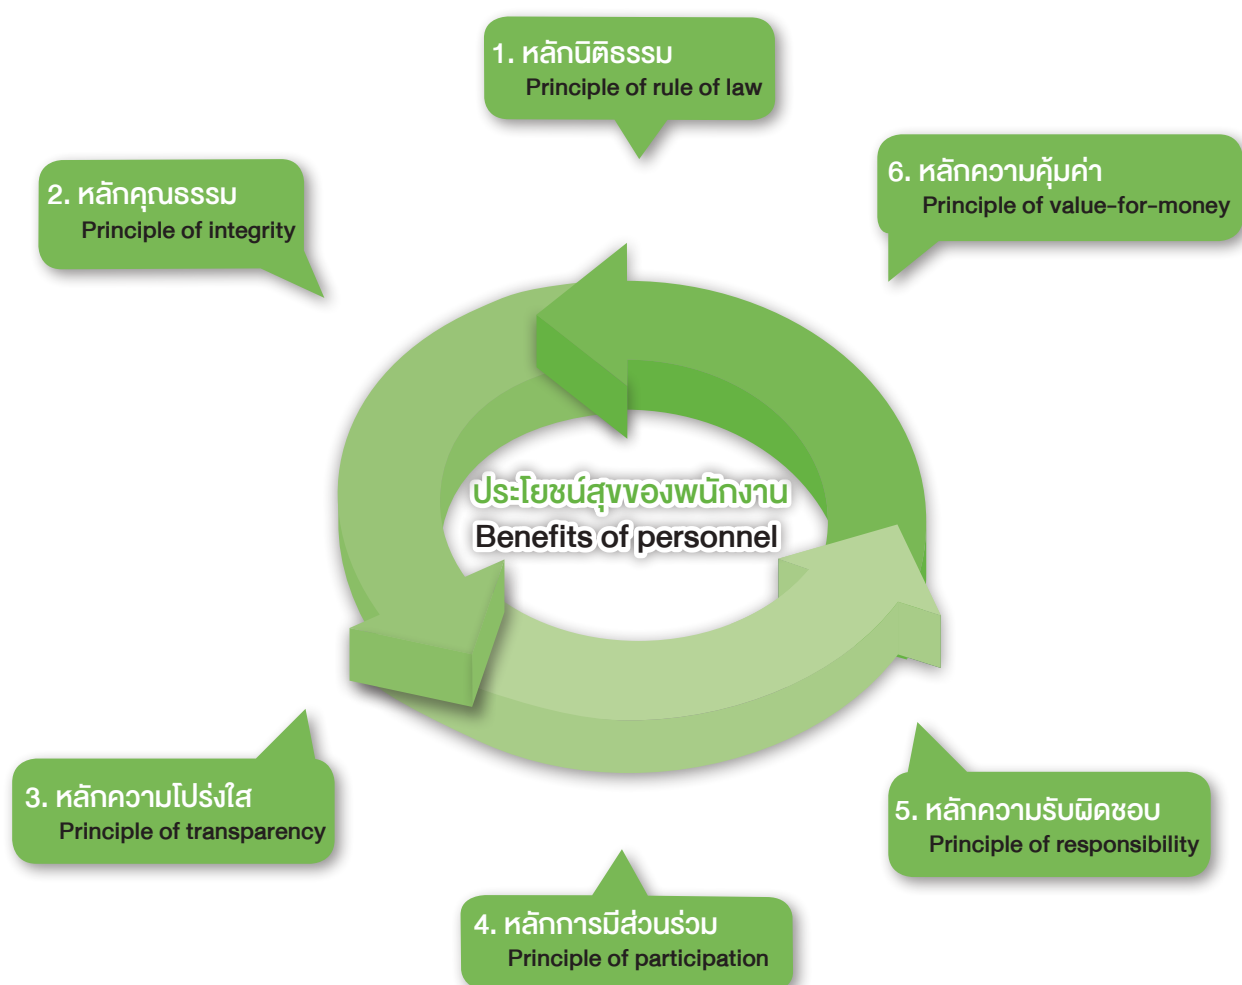 1. หลักนิติธรรม
Principle of rule of law
2. หลักคุณธรรม
Principle of integrity
3. หลักความโปร่งใส
Principle of transparency
4. หลักการมีส่วนร่วม
Principle of participation
5. หลักความรับผิดชอบ
Principle of responsibility
6. หลักความคุ้มค่า
Principle of value-for-money
ประโยชน์สุขของพนักงาน
Benefits of personnel